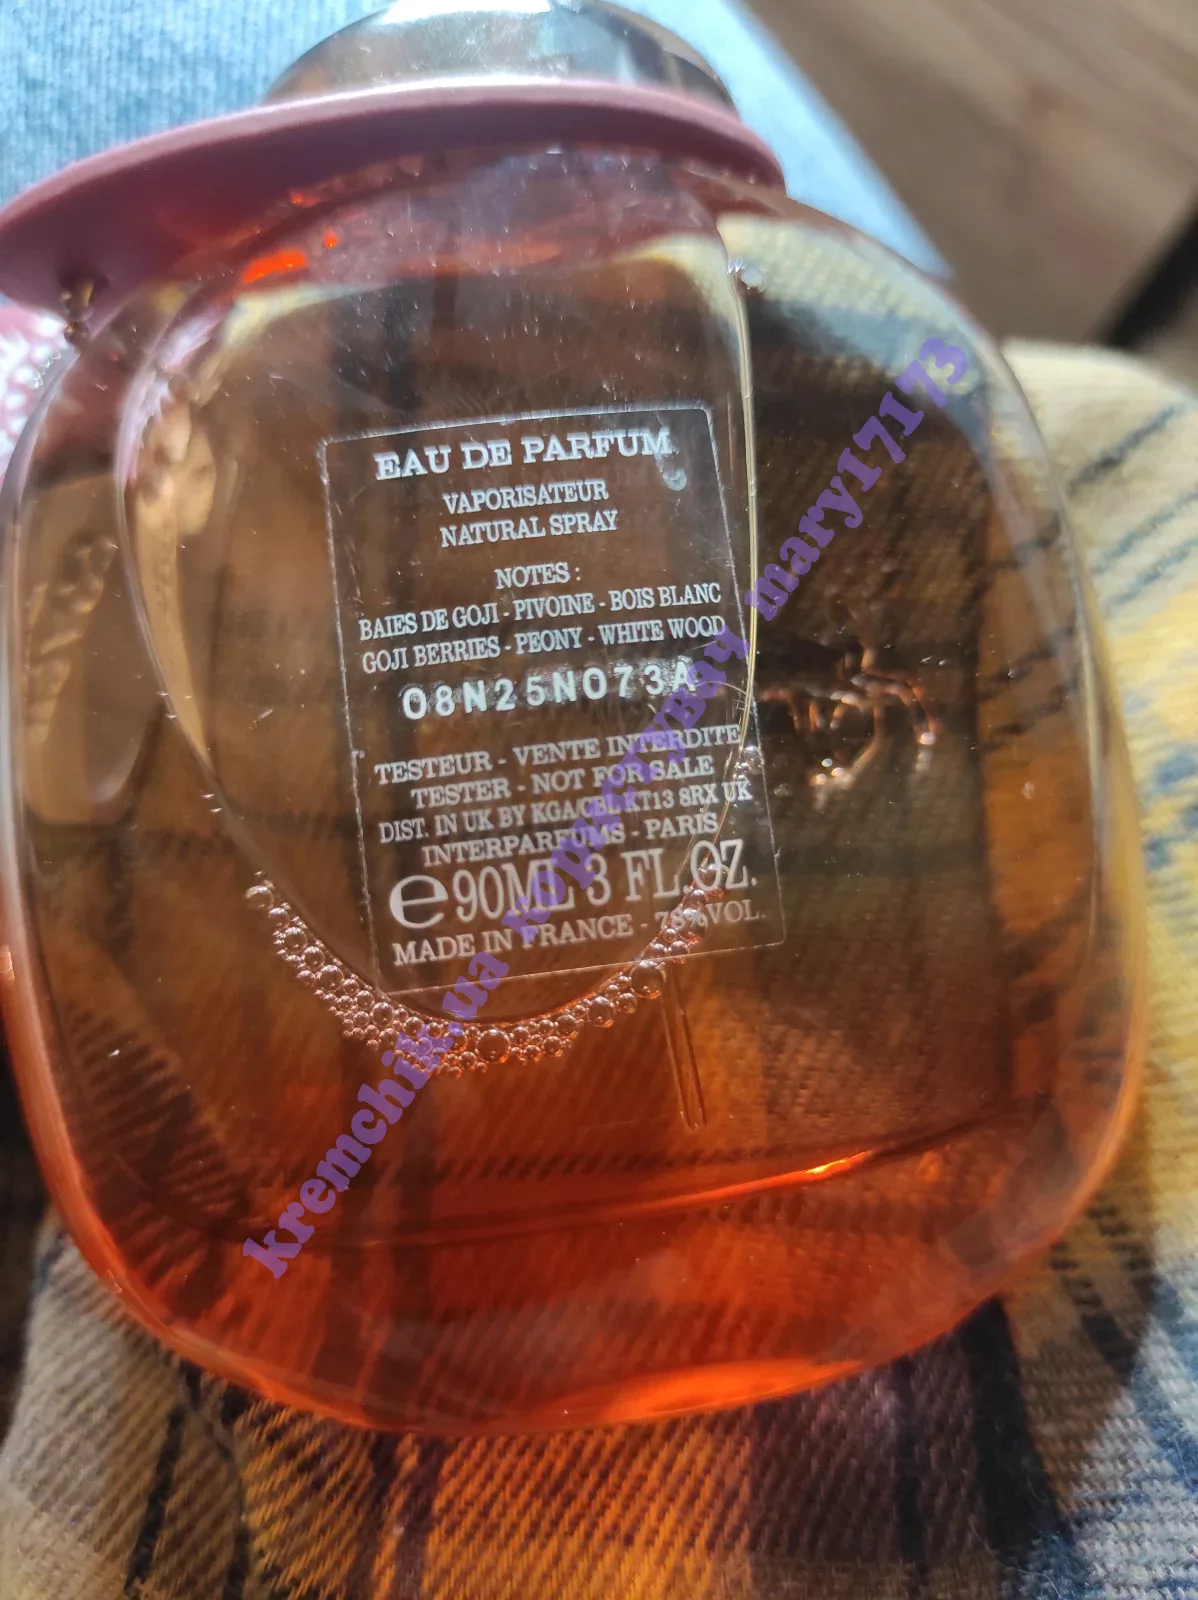 EAU DE PARFUM
VAPORISATEUR
NATURAL SPRAY
NOTES :
BAIES DE GOJI - PIVOINE - BOIS BLANC
GOJI BERRIES - PEONY - WHITE WOOD
08N25N073A
TESTEUR - VENTE INTERDITE
TESTER - NOT FOR SALE
DIST. IN UK BY KGA/CBL KT13 8RX UK
INTERPARFUMS - PARIS
e 90ML 3 FL.OZ.
MADE IN FRANCE - 78%VOL.
kremchik.ua користувач mary17173